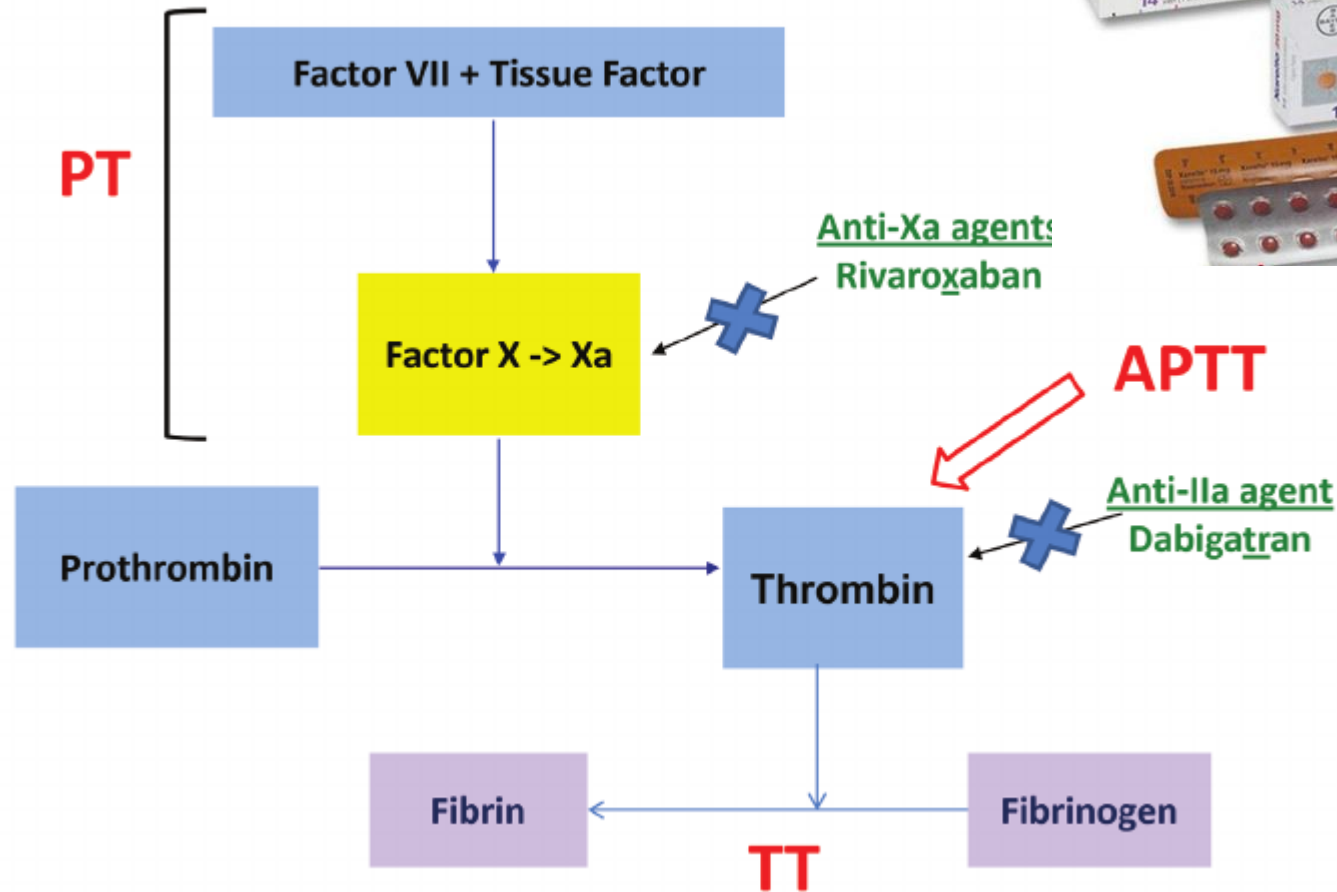 Factor VII + Tissue Factor
PT
Anti-Xa agents
Rivaroxaban
Factor X -> Xa
APTT
Anti-IIa agent
Dabigatran
Prothrombin
Thrombin
Fibrin
Fibrinogen
TT